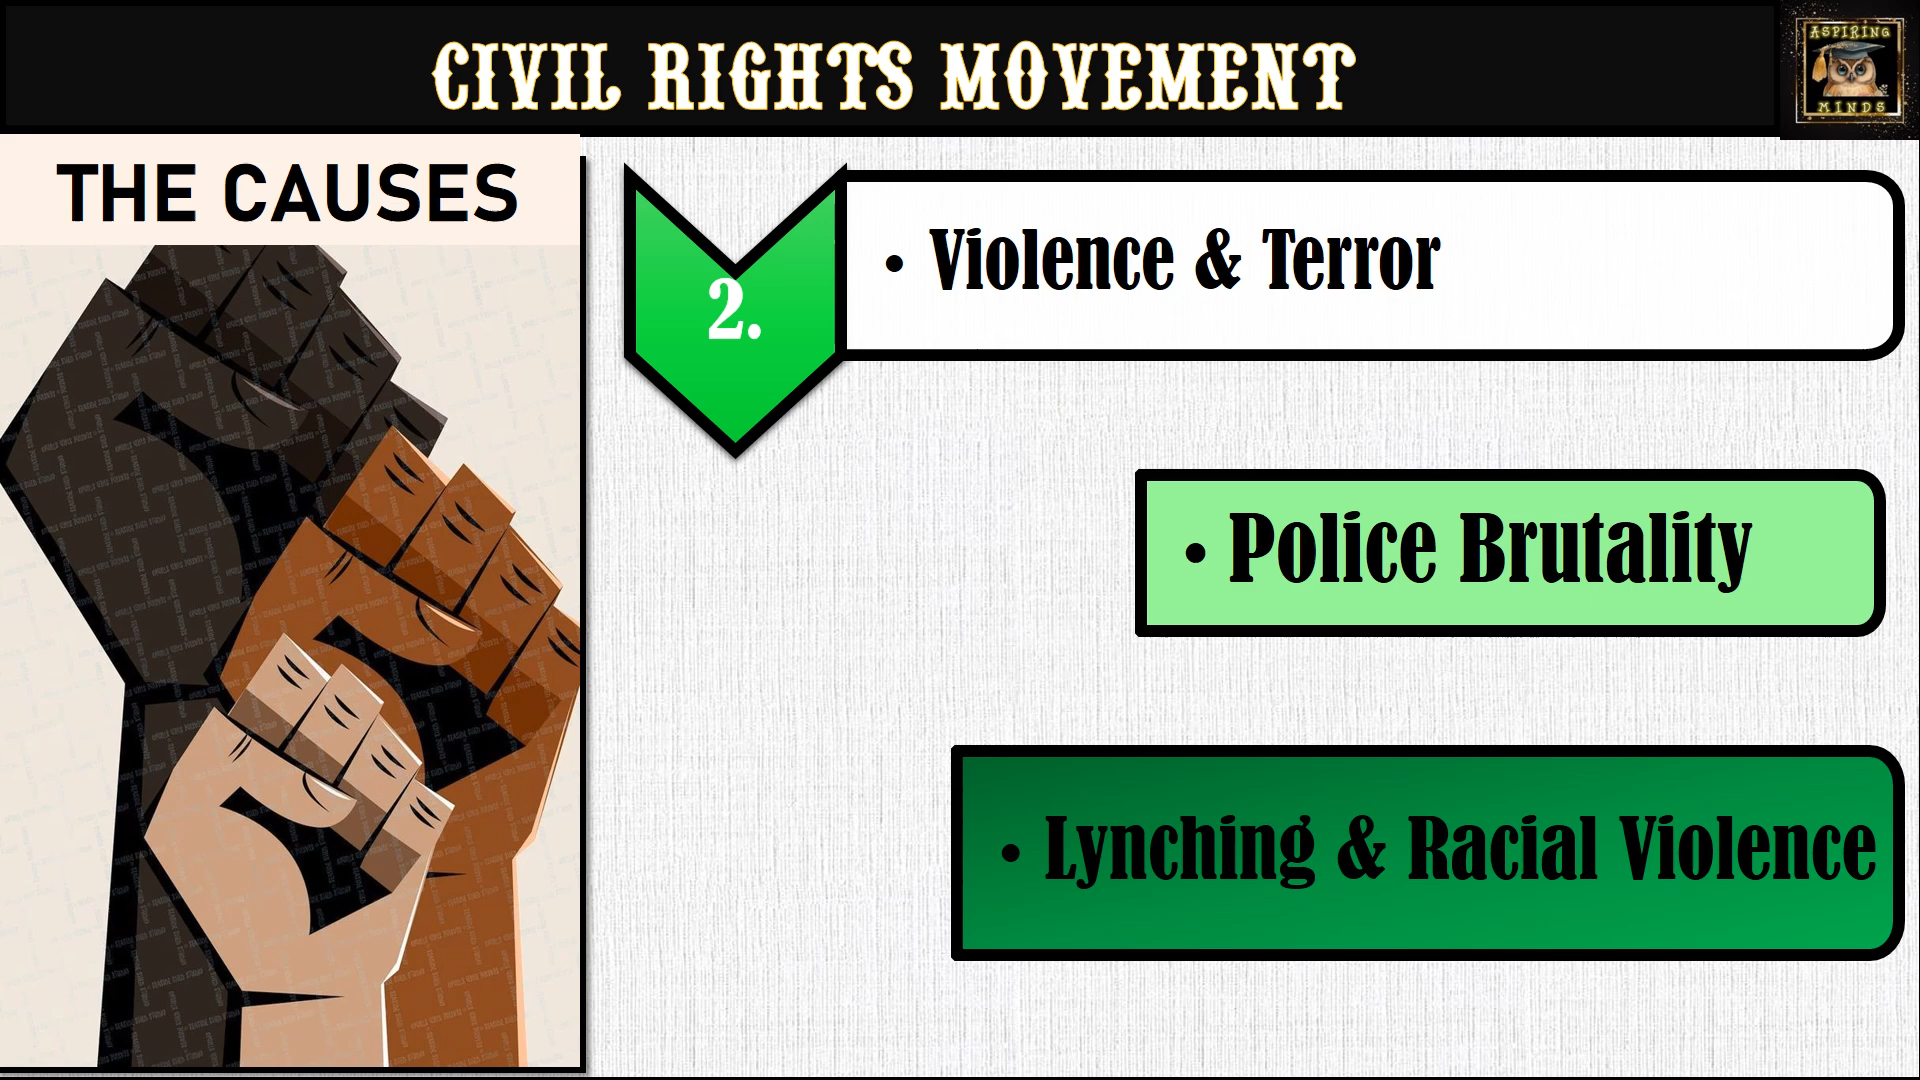 CIVIL RIGHTS MOVEMENT
ASPIRING
MINDS
THE CAUSES
2.
• Violence & Terror
• Police Brutality
• Lynching & Racial Violence